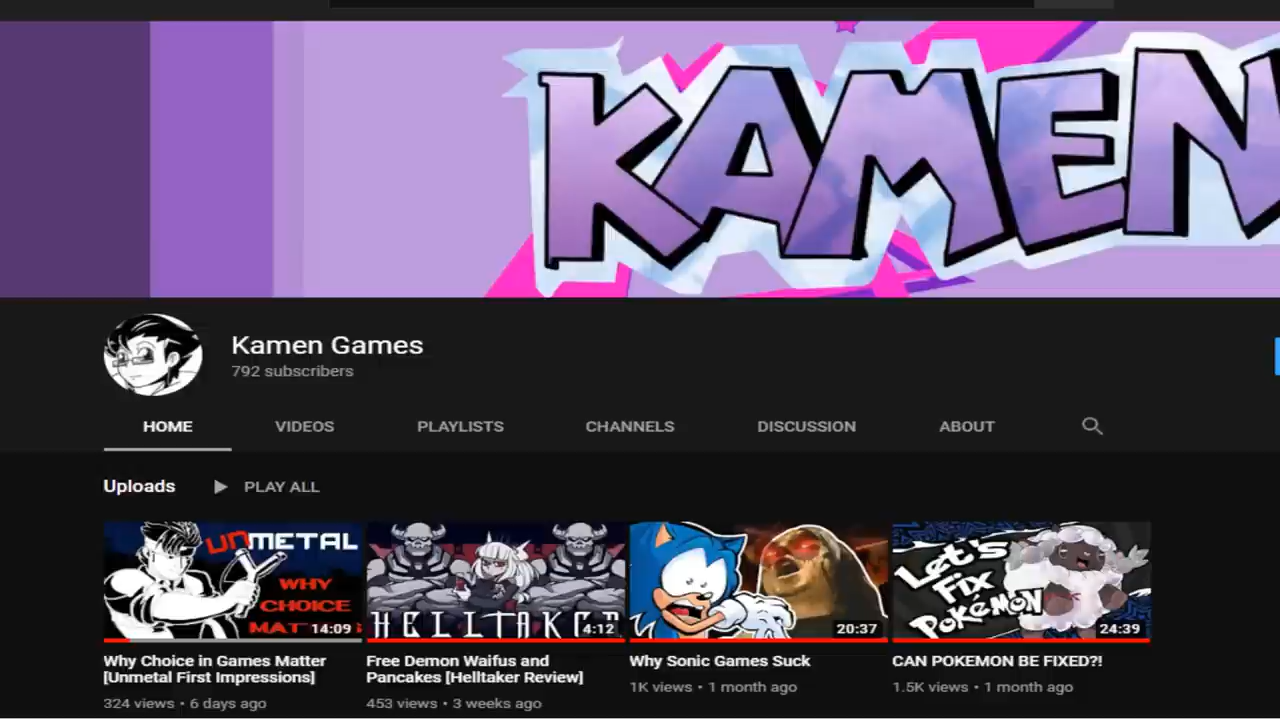 KAMEN
Kamen Games
792 subscribers
HOME VIDEOS PLAYLISTS CHANNELS DISCUSSION ABOUT
Uploads PLAY ALL
UNMETAL
WHY
CHOICE
14:09
HELLTAKER
4:12
20:37
Let's
Fix
Pokémon
24:39
Why Choice in Games Matter
[Unmetal First Impressions]
324 views • 6 days ago
Free Demon Waifus and
Pancakes [Helltaker Review]
453 views • 3 weeks ago
Why Sonic Games Suck
1K views • 1 month ago
CAN POKEMON BE FIXED?!
1.5K views • 1 month ago